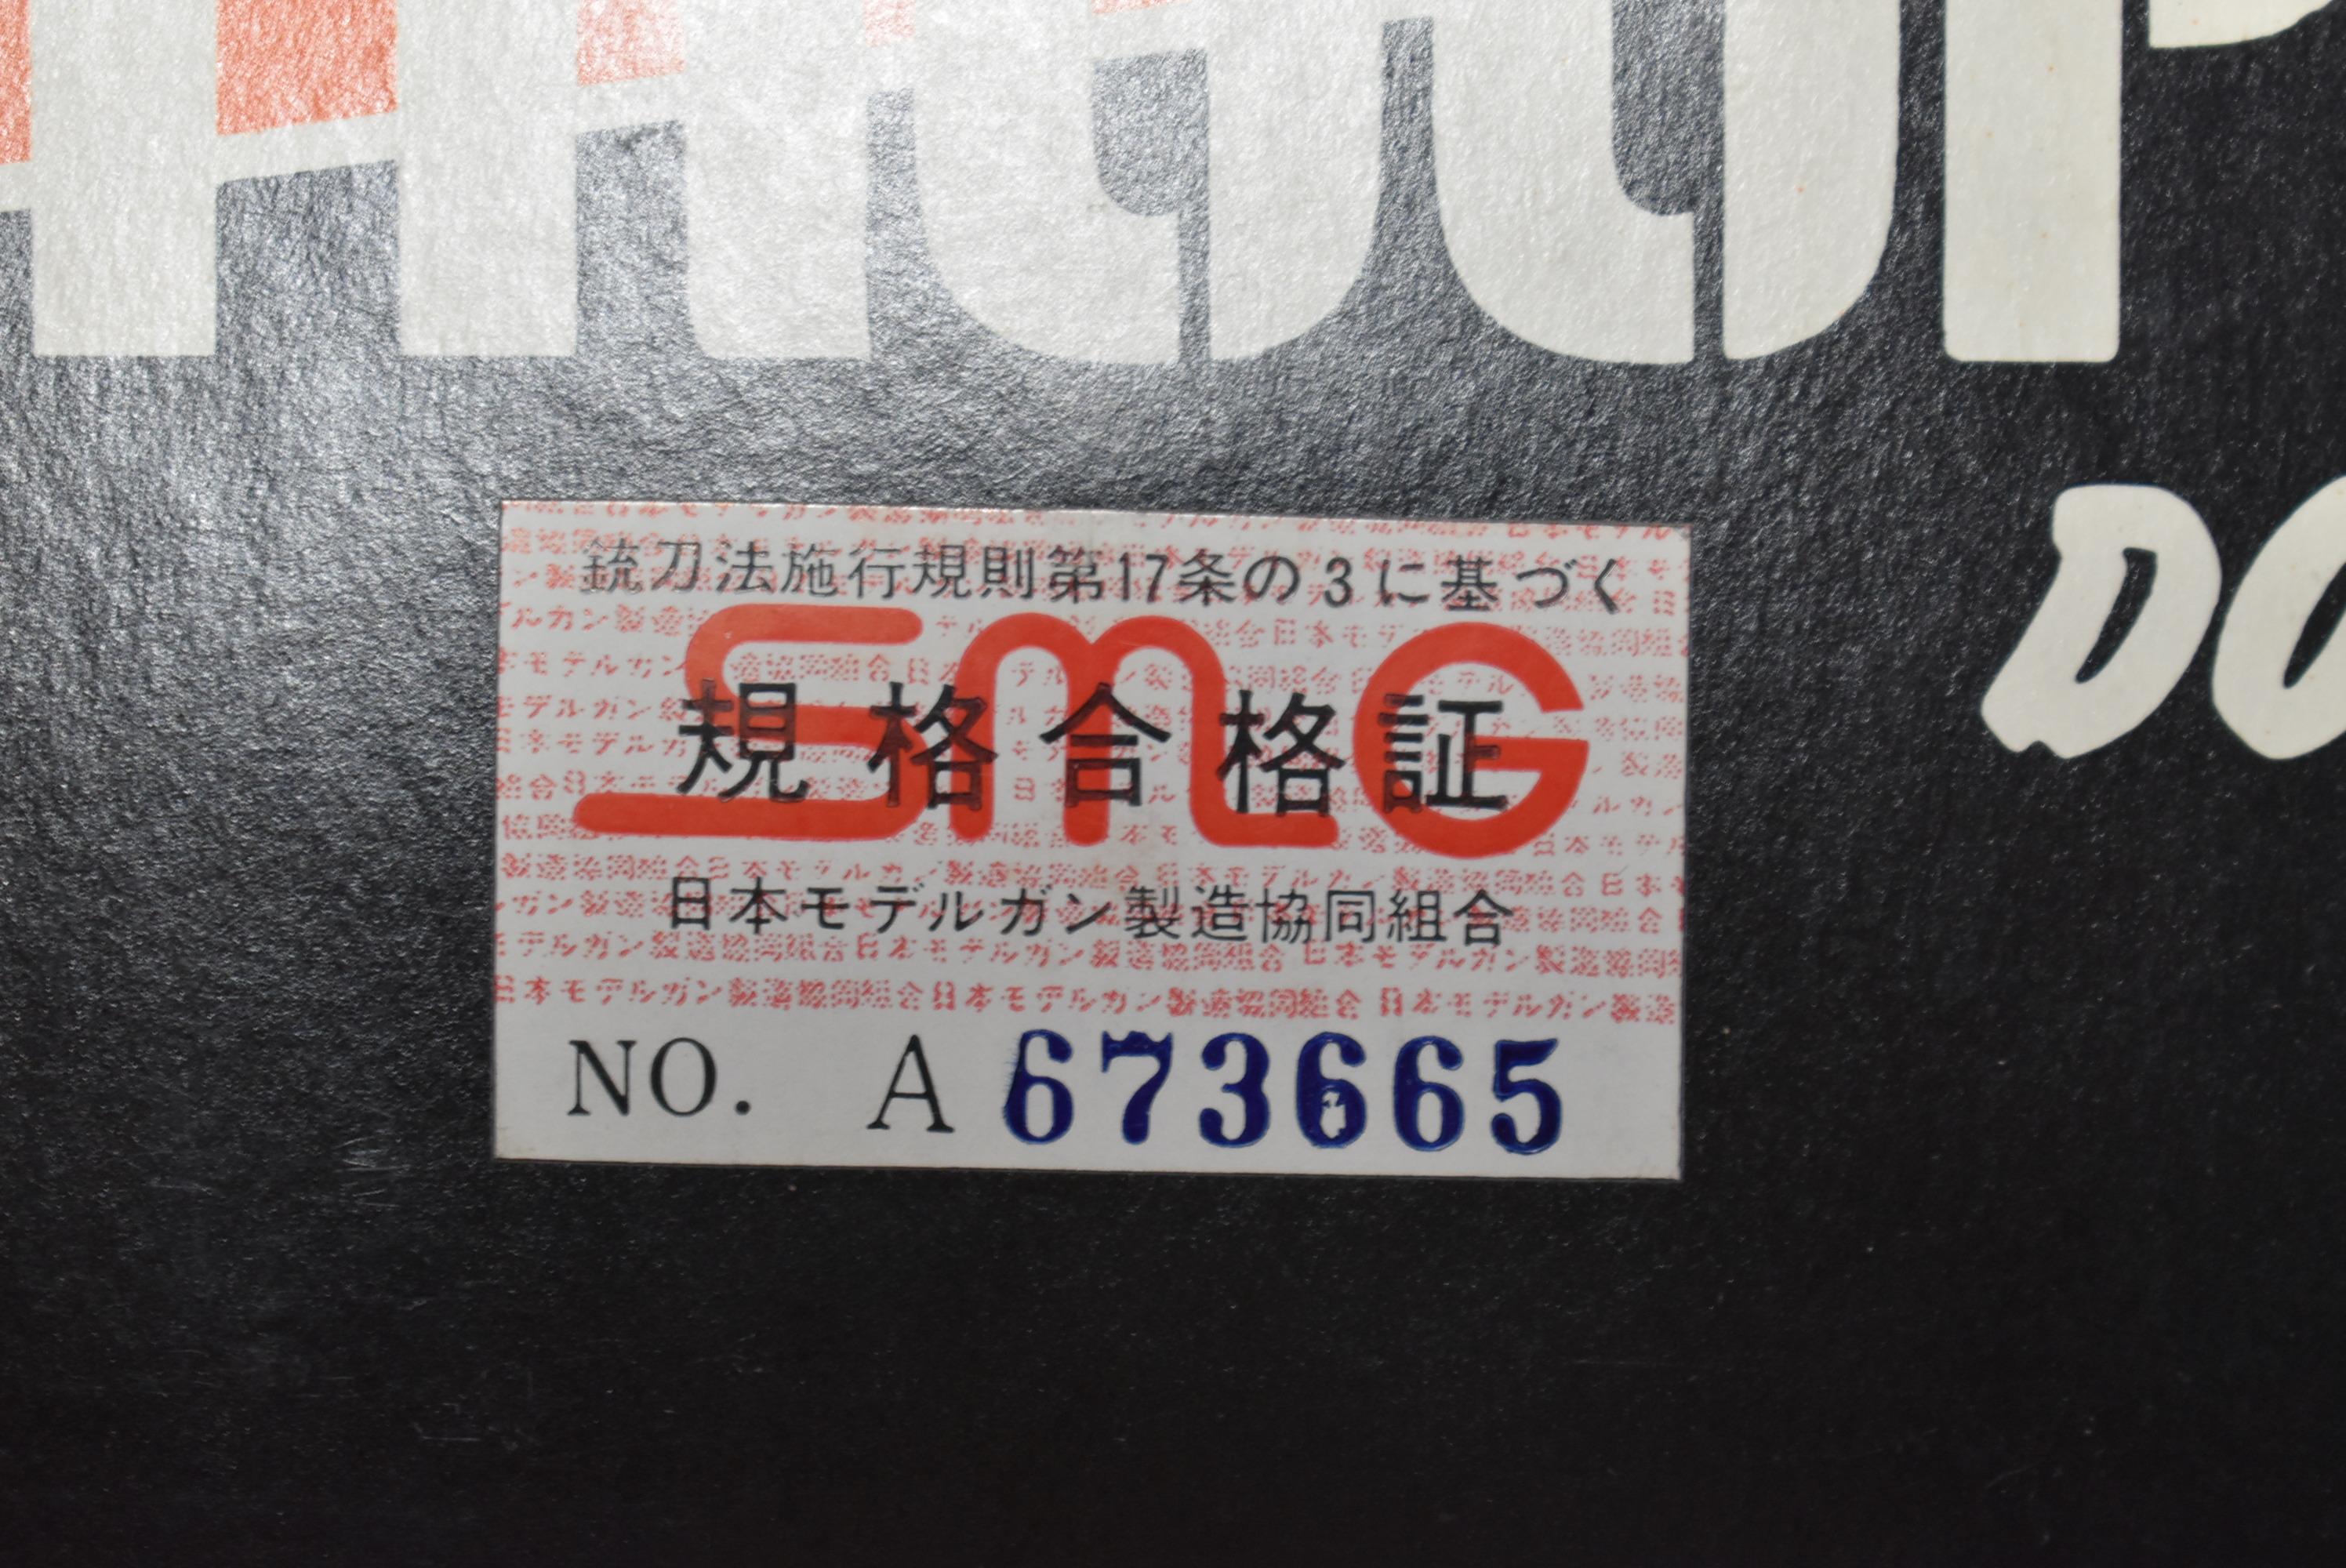 DO
銃刀法施行規則第17条の3に基づく
SMG
規格合格証
日本モデルガン製造協同組合
NO. A 673665